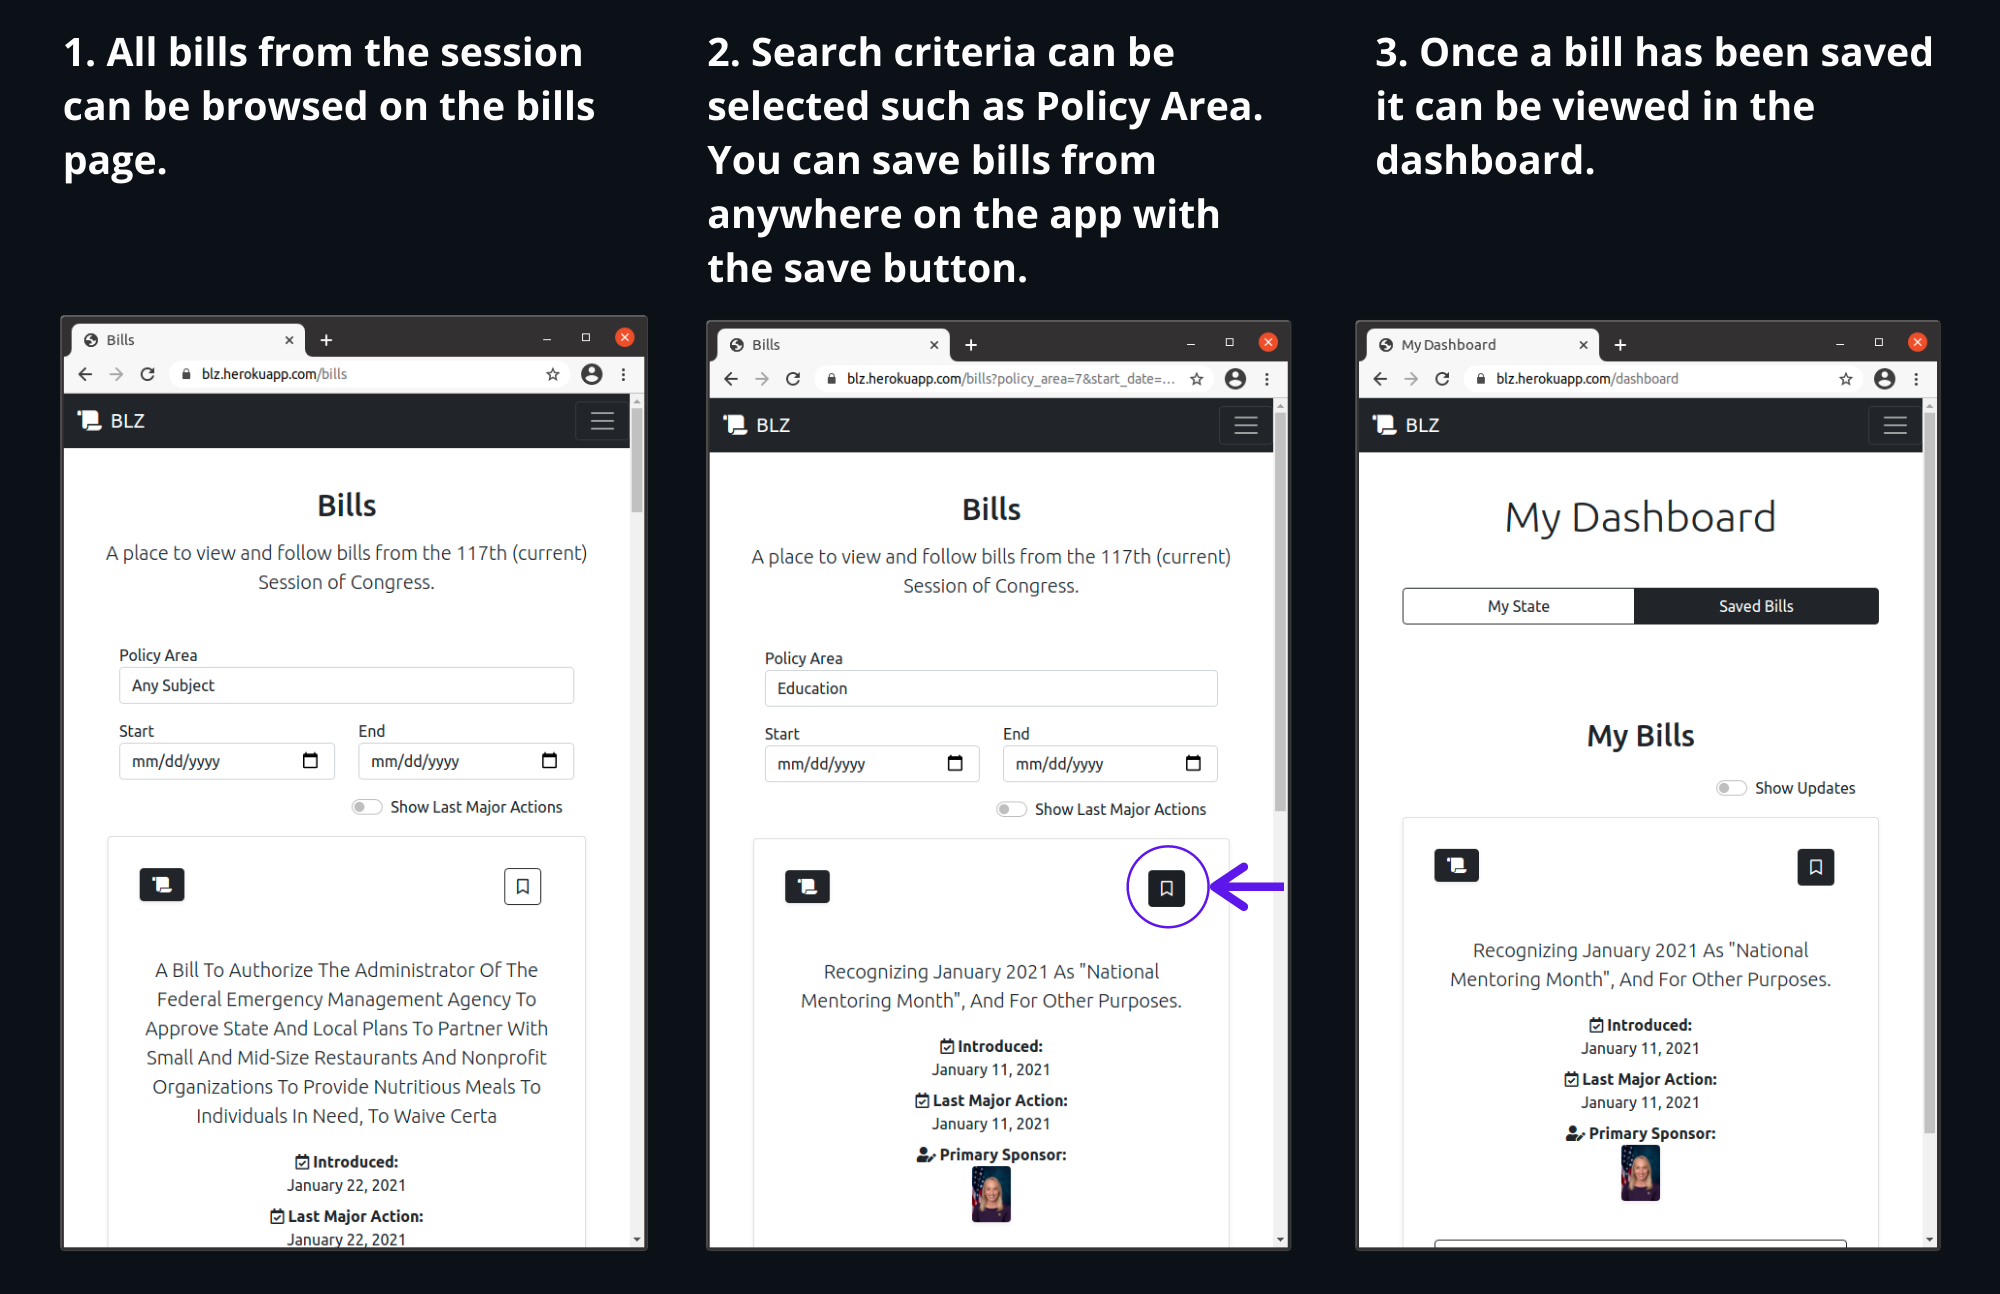 1. All bills from the session
can be browsed on the bills
page.
2. Search criteria can be
selected such as Policy Area.
You can save bills from
anywhere on the app with
the save button.
3. Once a bill has been saved
it can be viewed in the
dashboard.
Bills
blz.herokuapp.com/bills
BLZ
Bills
A place to view and follow bills from the 117th (current)
Session of Congress.
Policy Area
Any Subject
Start End
mm/dd/yyyy mm/dd/yyyy
Show Last Major Actions
A Bill To Authorize The Administrator Of The
Federal Emergency Management Agency To
Approve State And Local Plans To Partner With
Small And Mid-Size Restaurants And Nonprofit
Organizations To Provide Nutritious Meals To
Individuals In Need, To Waive Certa
Introduced:
January 22, 2021
Last Major Action:
January 22, 2021
Bills
blz.herokuapp.com/bills?policy_area=7&start_date=...
BLZ
Bills
A place to view and follow bills from the 117th (current)
Session of Congress.
Policy Area
Education
Start End
mm/dd/yyyy mm/dd/yyyy
Show Last Major Actions
Recognizing January 2021 As "National
Mentoring Month", And For Other Purposes.
Introduced:
January 11, 2021
Last Major Action:
January 11, 2021
Primary Sponsor:
My Dashboard
blz.herokuapp.com/dashboard
BLZ
My Dashboard
My State Saved Bills
My Bills
Show Updates
Recognizing January 2021 As "National
Mentoring Month", And For Other Purposes.
Introduced:
January 11, 2021
Last Major Action:
January 11, 2021
Primary Sponsor: